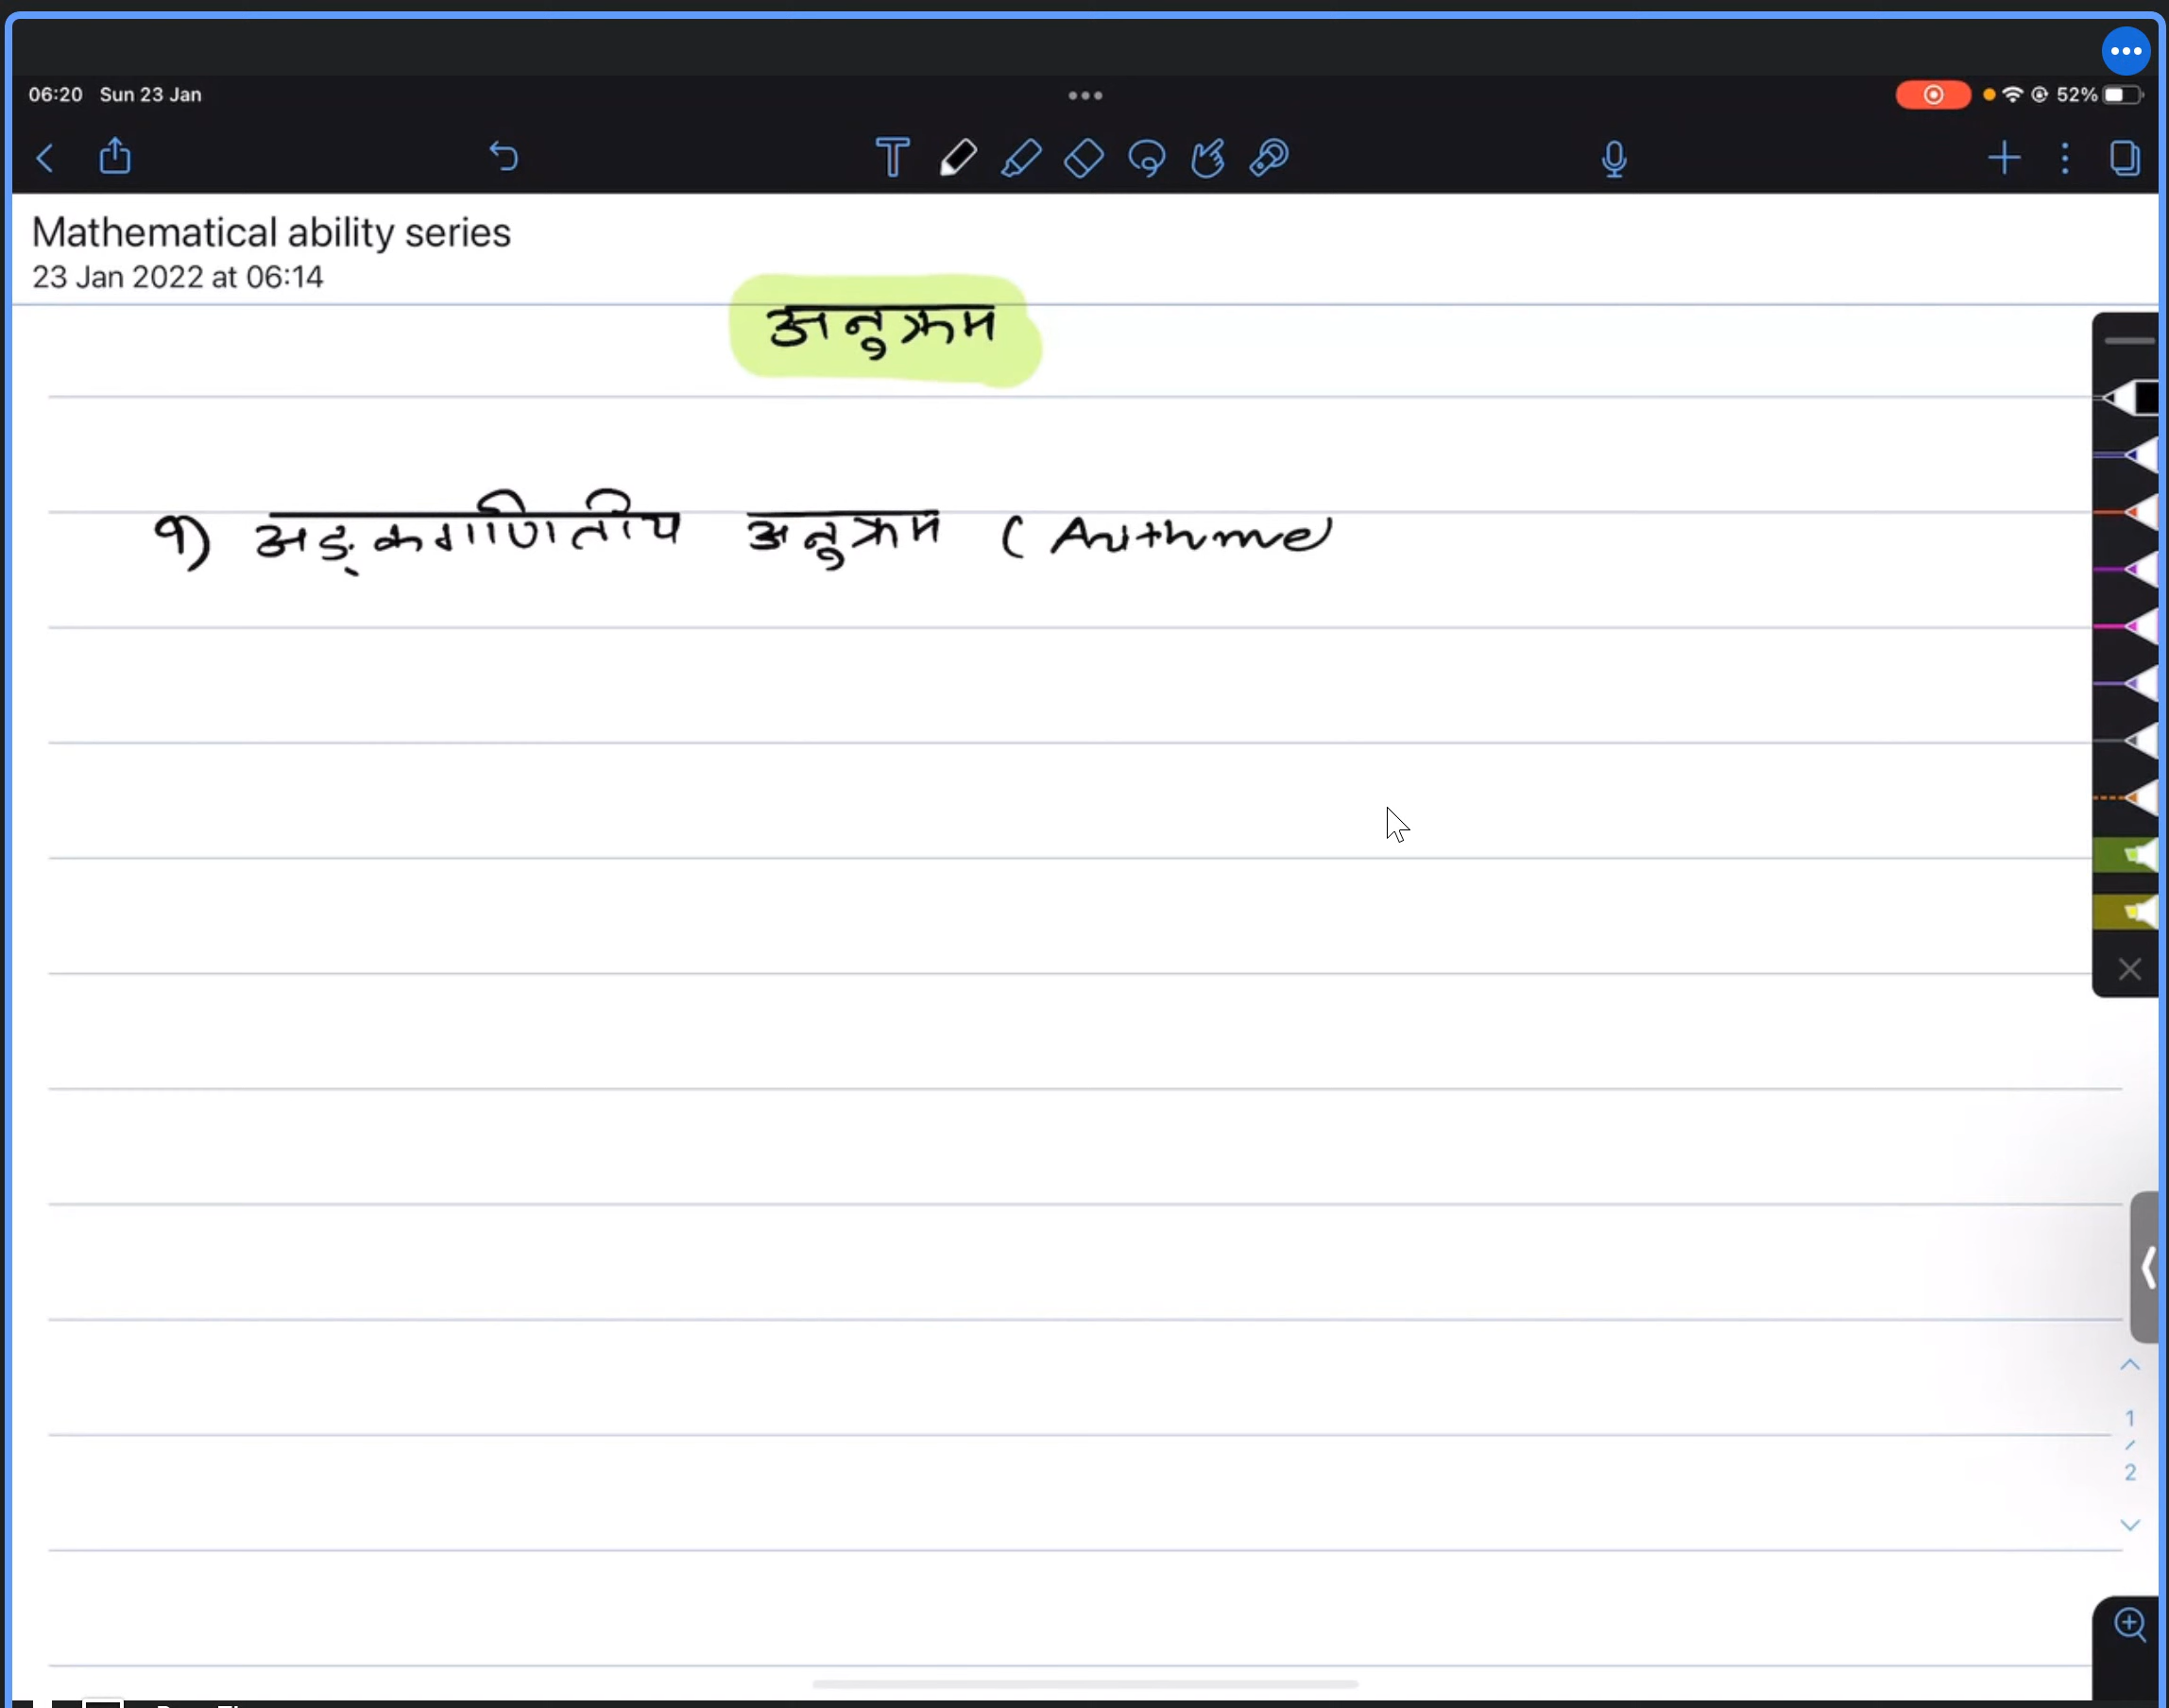 06:20 Sun 23 Jan
52%
Mathematical ability series
23 Jan 2022 at 06:14
अनुक्रम
१) अङ्कगणितीय अनुक्रम ( Arithme
1
/
2